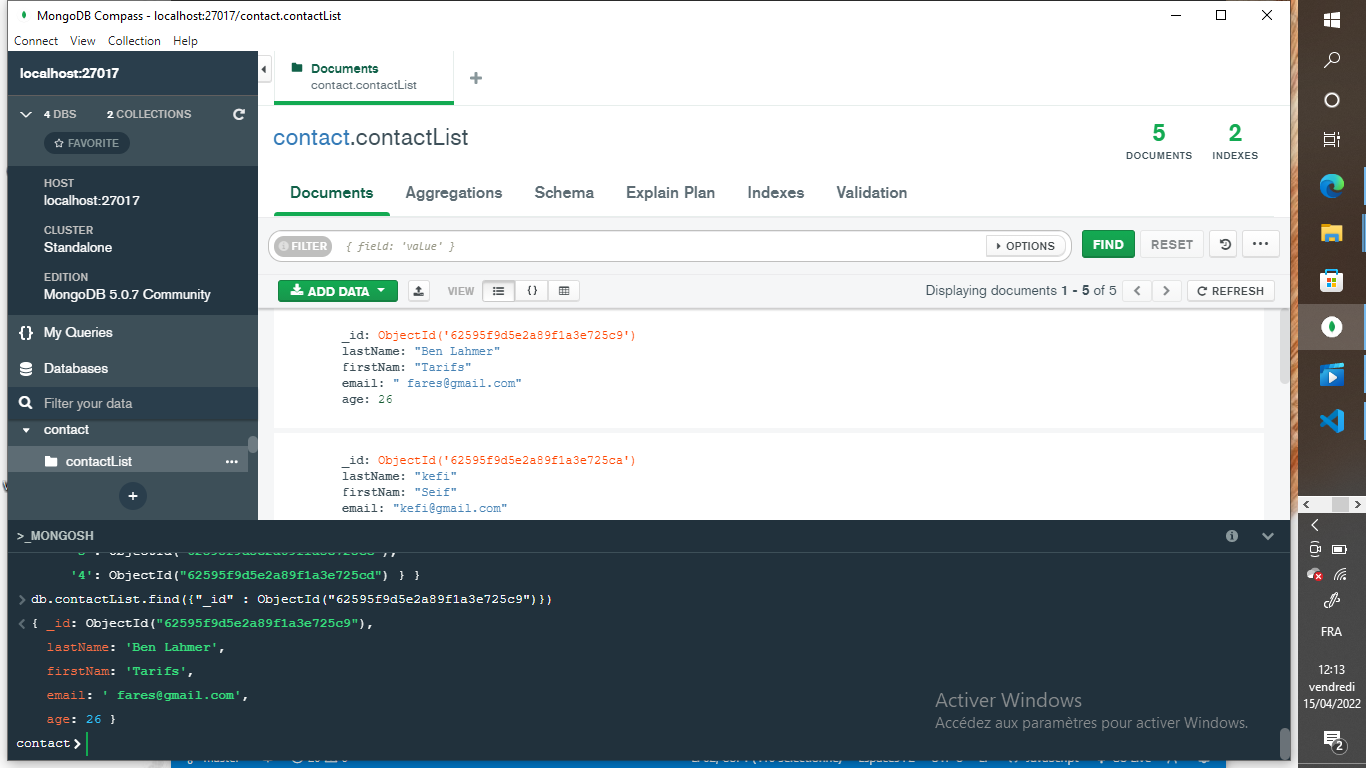 MongoDB Compass - localhost:27017/contact.contactList
Connect View Collection Help
localhost:27017
4 DBS 2 COLLECTIONS
FAVORITE
HOST
localhost:27017
CLUSTER
Standalone
EDITION
MongoDB 5.0.7 Community
{} My Queries
Databases
Filter your data
contact
contactList
Documents
contact.contactList
contact.contactList
5
DOCUMENTS
2
INDEXES
Documents Aggregations Schema Explain Plan Indexes Validation
FILTER { field: 'value' } OPTIONS FIND RESET
ADD DATA VIEW {} Displaying documents 1 - 5 of 5 REFRESH
_id: ObjectId('62595f9d5e2a89f1a3e725c9')
lastName: "Ben Lahmer"
firstNam: "Tarifs"
email: " fares@gmail.com"
age: 26
_id: ObjectId('62595f9d5e2a89f1a3e725ca')
lastName: "kefi"
firstNam: "Seif"
email: "kefi@gmail.com"
>_MONGOSH
'4': ObjectId("62595f9d5e2a89f1a3e725cd") } }
db.contactList.find({"_id" : ObjectId("62595f9d5e2a89f1a3e725c9")})
{ _id: ObjectId("62595f9d5e2a89f1a3e725c9"),
lastName: 'Ben Lahmer',
firstNam: 'Tarifs',
email: ' fares@gmail.com',
age: 26 }
contact
Activer Windows
Accédez aux paramètres pour activer Windows.
FRA
12:13
vendredi
15/04/2022
2